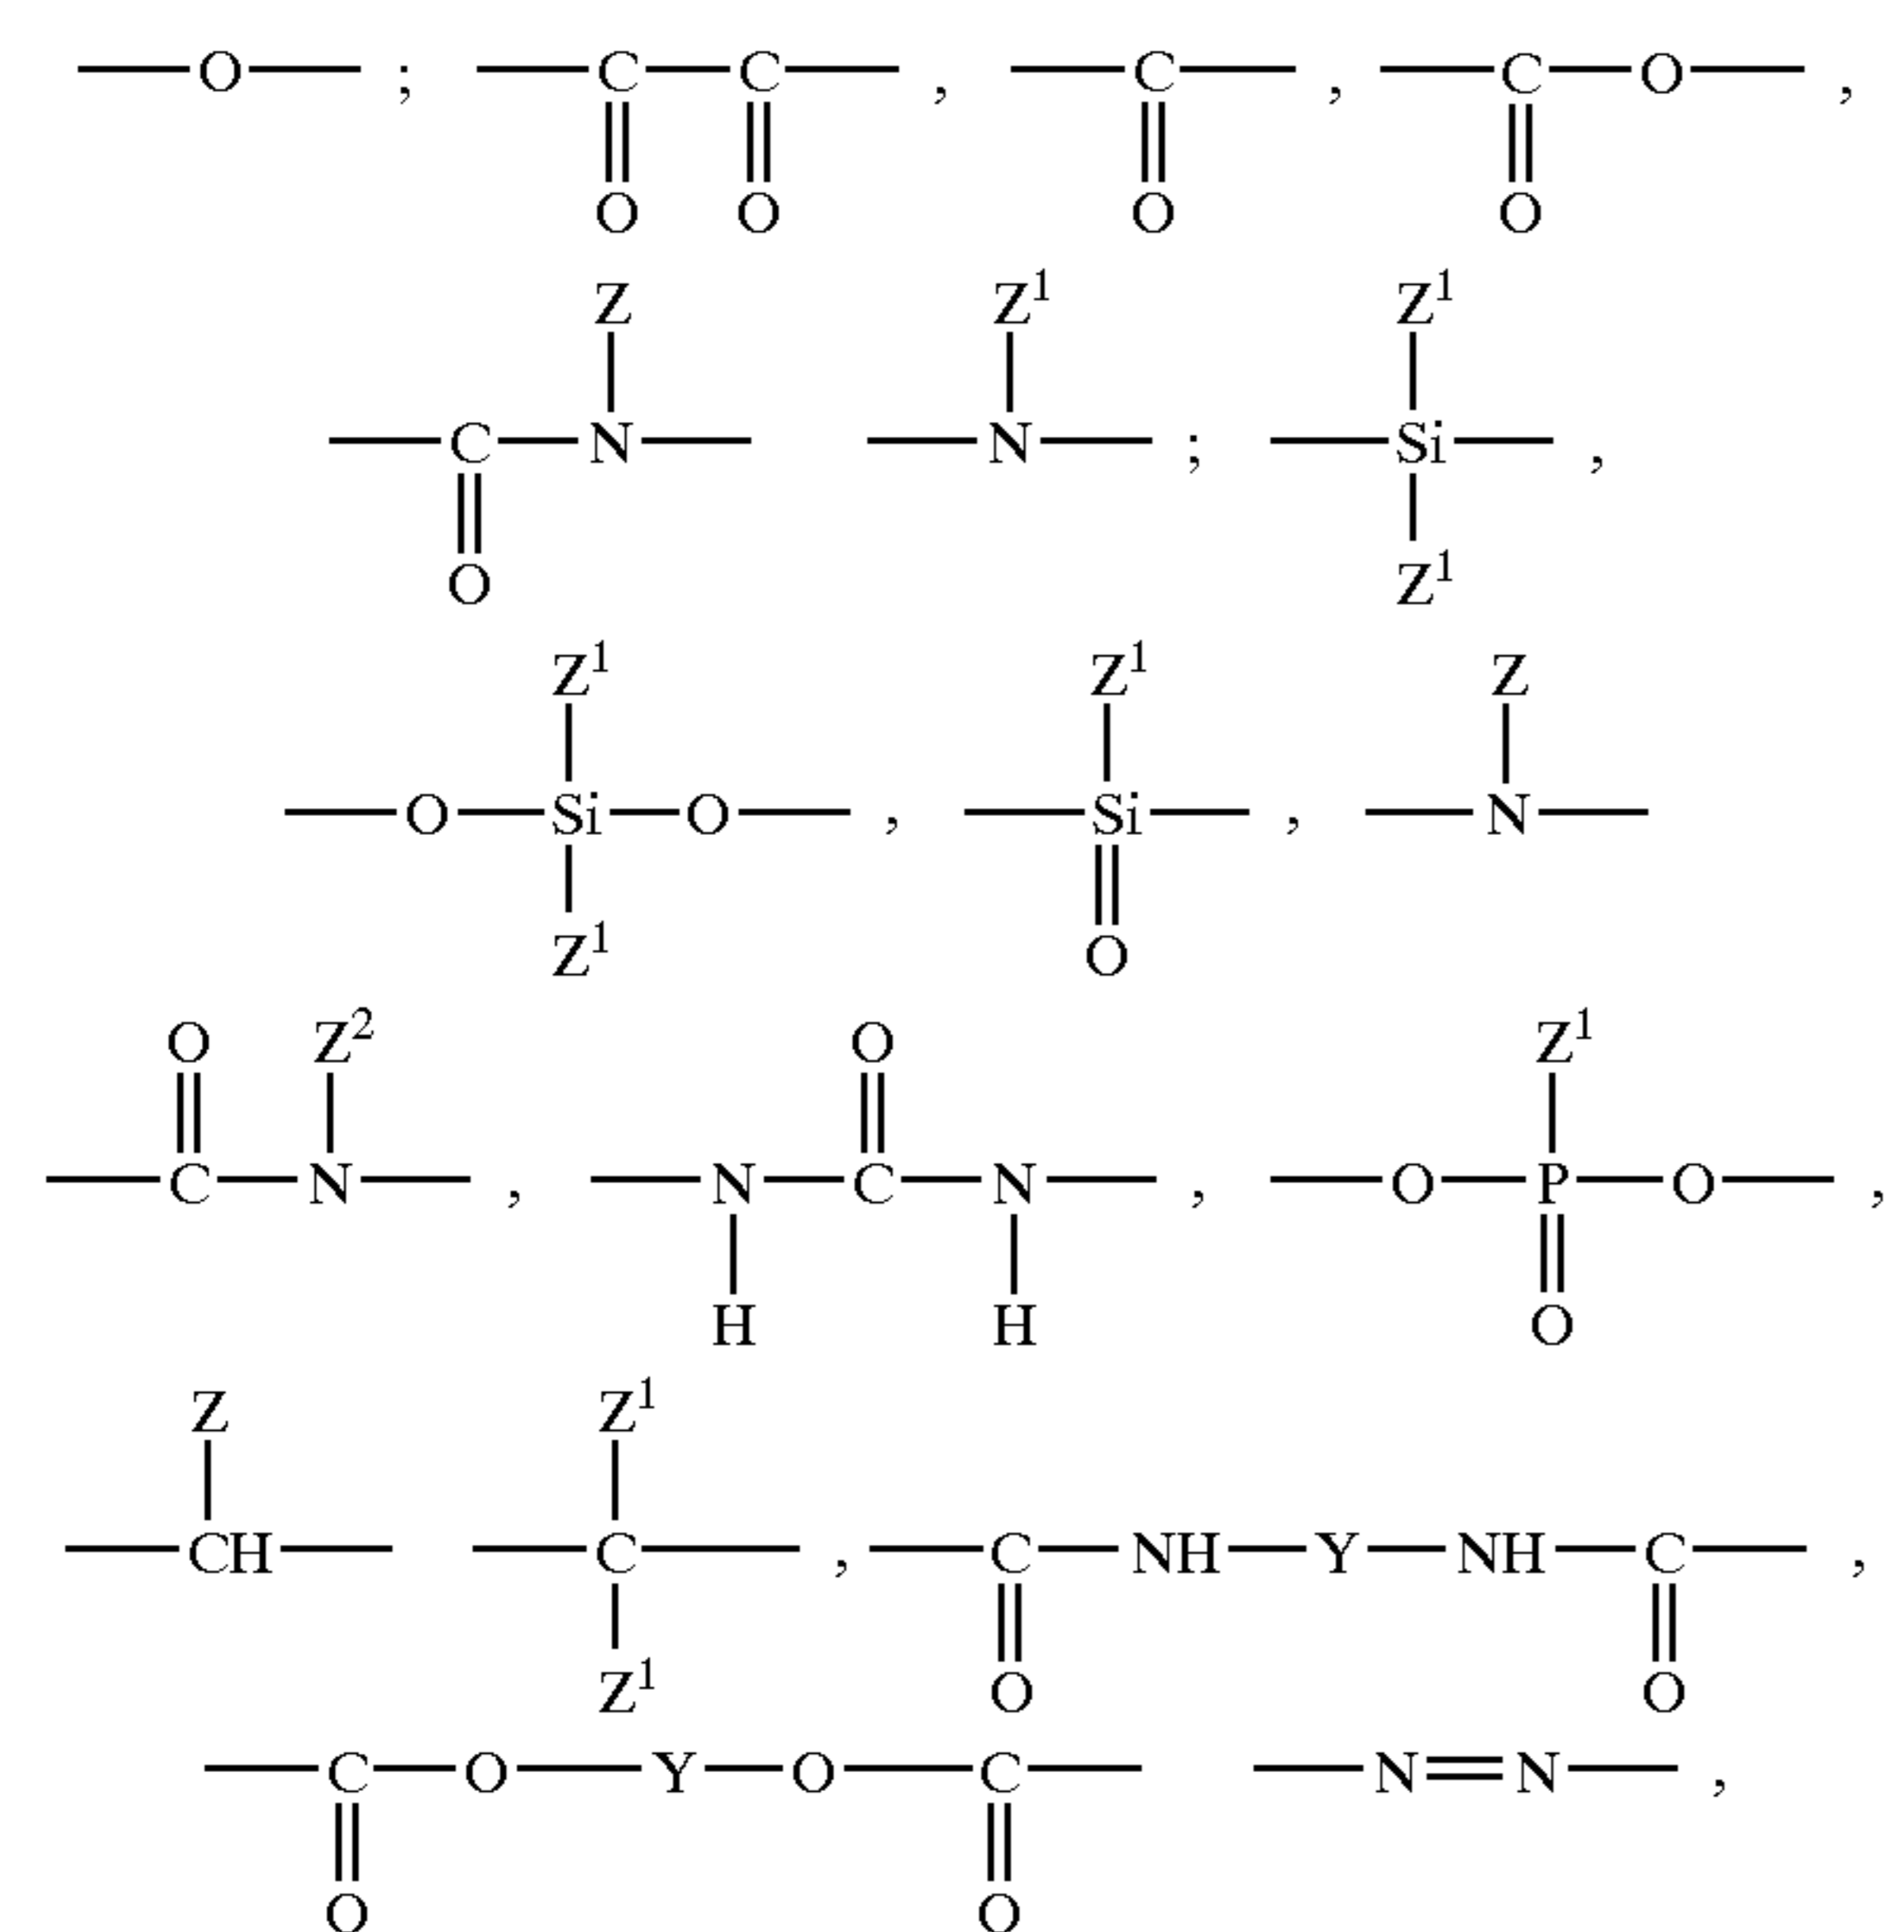 —O— ; —C—C— , —C— , —C—O— ,
O O O O
Z Z¹ Z¹
—C—N— —N— ; —Si— ,
O Z¹
Z¹ Z¹ Z
—O—Si—O— , —Si— , —N—
Z¹ O
O Z² O Z¹
—C—N— , —N—C—N— , —O—P—O— ,
H H O
Z Z¹
—CH— —C— , —C—NH—Y—NH—C— ,
Z¹ O O
—C—O—Y—O—C— —N=N— ,
O O